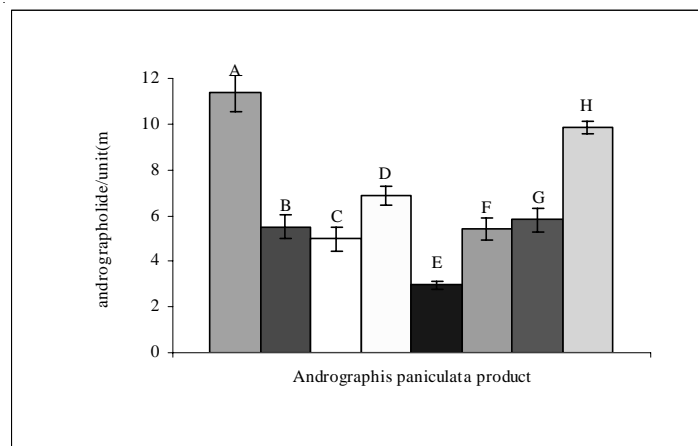 andrographolide/unit(m
12
10
8
6
4
2
0
A
B
C
D
E
F
G
H
Andrographis paniculata product